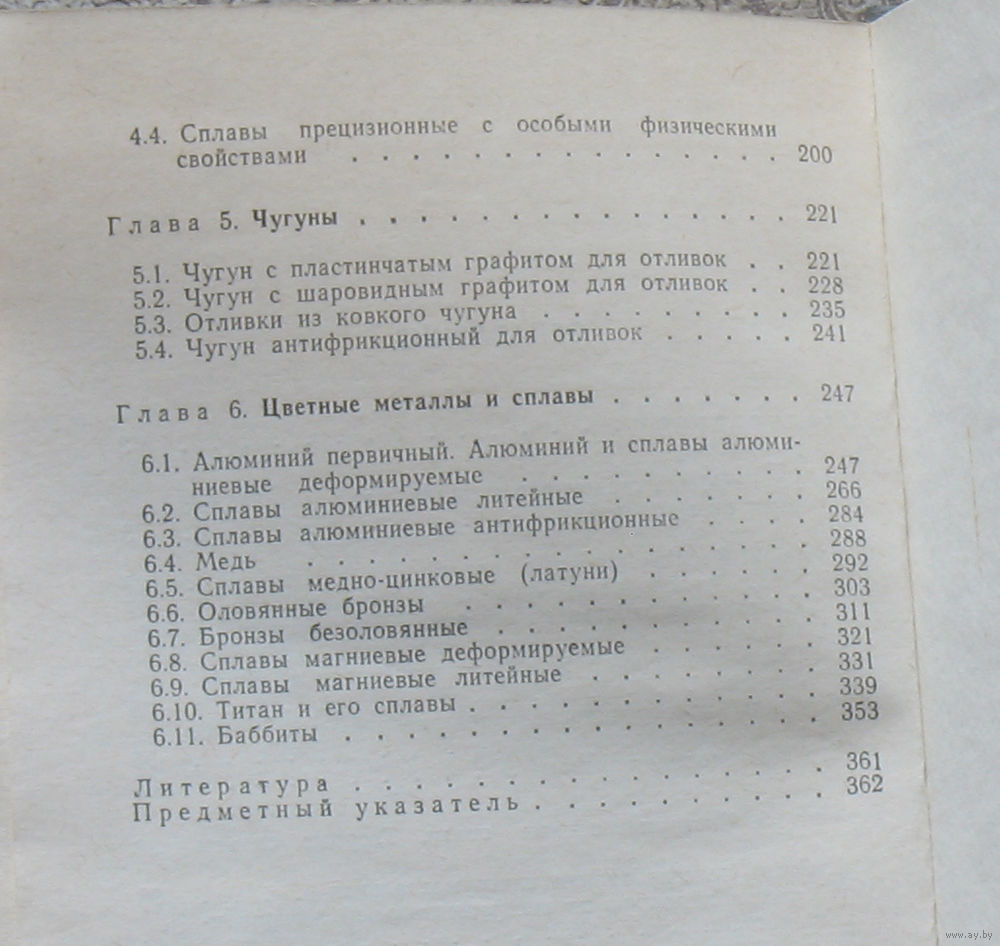 4.4. Сплавы прецизионные с особыми физическими
свойствами . . . . . . . . . . . . . . . 200
Глава 5. Чугуны . . . . . . . . . . . . . . . 221
5.1. Чугун с пластинчатым графитом для отливок . . 221
5.2. Чугун с шаровидным графитом для отливок . . 228
5.3. Отливки из ковкого чугуна . . . . . . . . . 235
5.4. Чугун антифрикционный для отливок . . . . . 241
Глава 6. Цветные металлы и сплавы . . . . . . . 247
6.1. Алюминий первичный. Алюминий и сплавы алюми-
ниевые деформируемые . . . . . . . . . . 247
6.2. Сплавы алюминиевые литейные . . . . . . 266
6.3. Сплавы алюминиевые антифрикционные . . . . 284
6.4. Медь . . . . . . . . . . . . . . . 288
6.5. Сплавы медно-цинковые (латуни) . . . . . . 292
6.6. Оловянные бронзы . . . . . . . . . . . 303
6.7. Бронзы безоловянные . . . . . . . . . . 311
6.8. Сплавы магниевые деформируемые . . . . . . 321
6.9. Сплавы магниевые литейные . . . . . . . 331
6.10. Титан и его сплавы . . . . . . . . . . . 339
6.11. Баббиты . . . . . . . . . . . . . . . 353
Литература . . . . . . . . . . . . . . . 361
Предметный указатель . . . . . . . . . . 362
www.ay.by